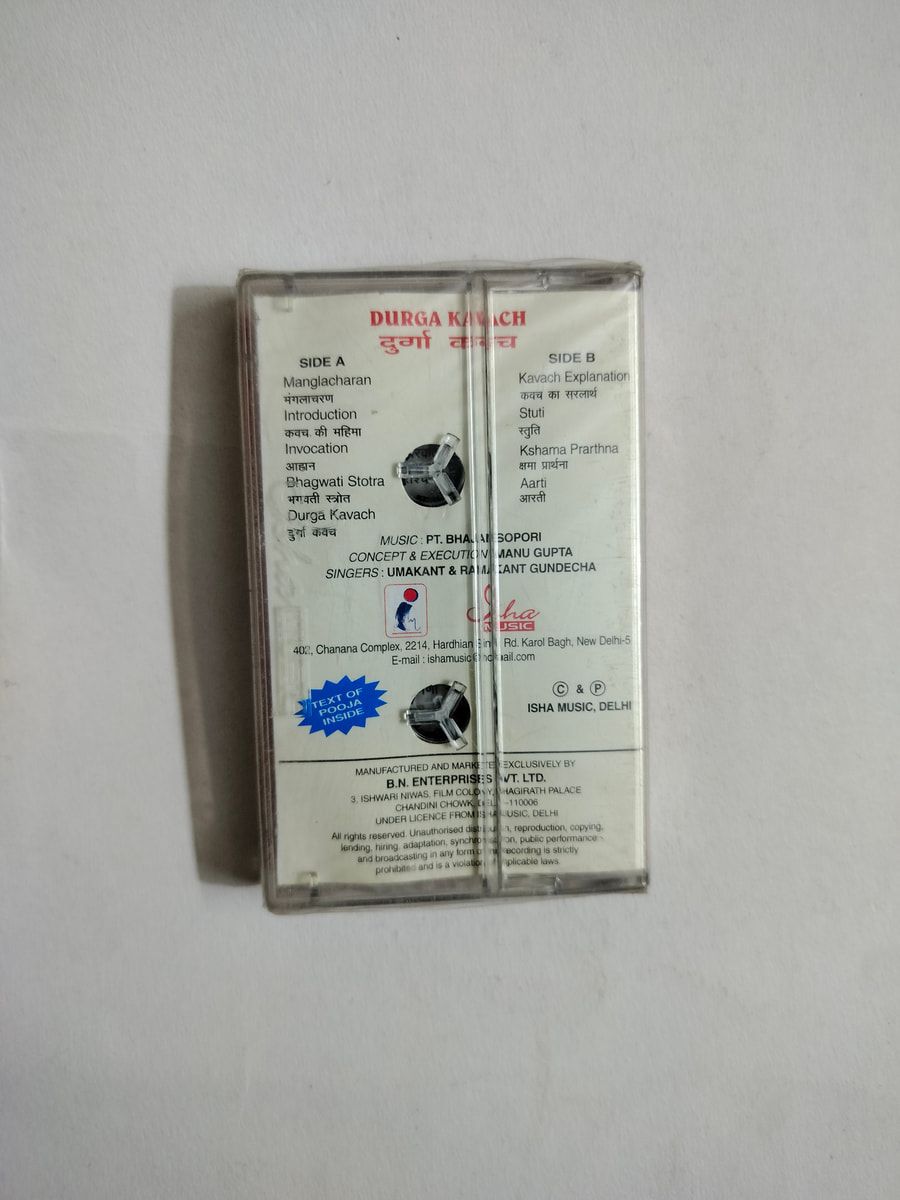 DURGA KAVACH
दुर्गा कवच
SIDE A
Manglacharan
मंगलाचरण
Introduction
कवच की महिमा
Invocation
आह्वान
Bhagwati Stotra
भगवती स्त्रोत
Durga Kavach
दुर्गा कवच
SIDE B
Kavach Explanation
कवच का सरलार्थ
Stuti
स्तुति
Kshama Prarthna
क्षमा प्रार्थना
Aarti
आरती
MUSIC : PT. BHAJAN SOPORI
CONCEPT & EXECUTION : MANU GUPTA
SINGERS : UMAKANT & RAMAKANT GUNDECHA
Isha
MUSIC
402, Chanana Complex, 2214, Hardhian Rd. Karol Bagh, New Delhi-5
E-mail : ishamusic@hotmail.com
TEXT OF
POOJA
INSIDE
© & ℗
ISHA MUSIC, DELHI
MANUFACTURED AND MARKETED EXCLUSIVELY BY
B.N. ENTERPRISES PVT. LTD.
3, ISHWARI NIWAS, FILM COLONY, BHAGIRATH PALACE
CHANDINI CHOWK, DELHI-110006
UNDER LICENCE FROM ISHA MUSIC, DELHI
All rights reserved. Unauthorised distribution, reproduction, copying,
lending, hiring, adaptation, synchronisation, public performance
and broadcasting in any form of the recording is strictly
prohibited and is a violation of applicable laws.